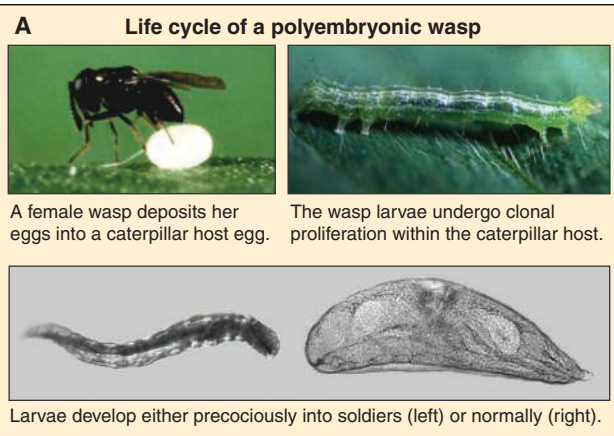 A Life cycle of a polyembryonic wasp
A female wasp deposits her
eggs into a caterpillar host egg.
The wasp larvae undergo clonal
proliferation within the caterpillar host.
Larvae develop either precociously into soldiers (left) or normally (right).